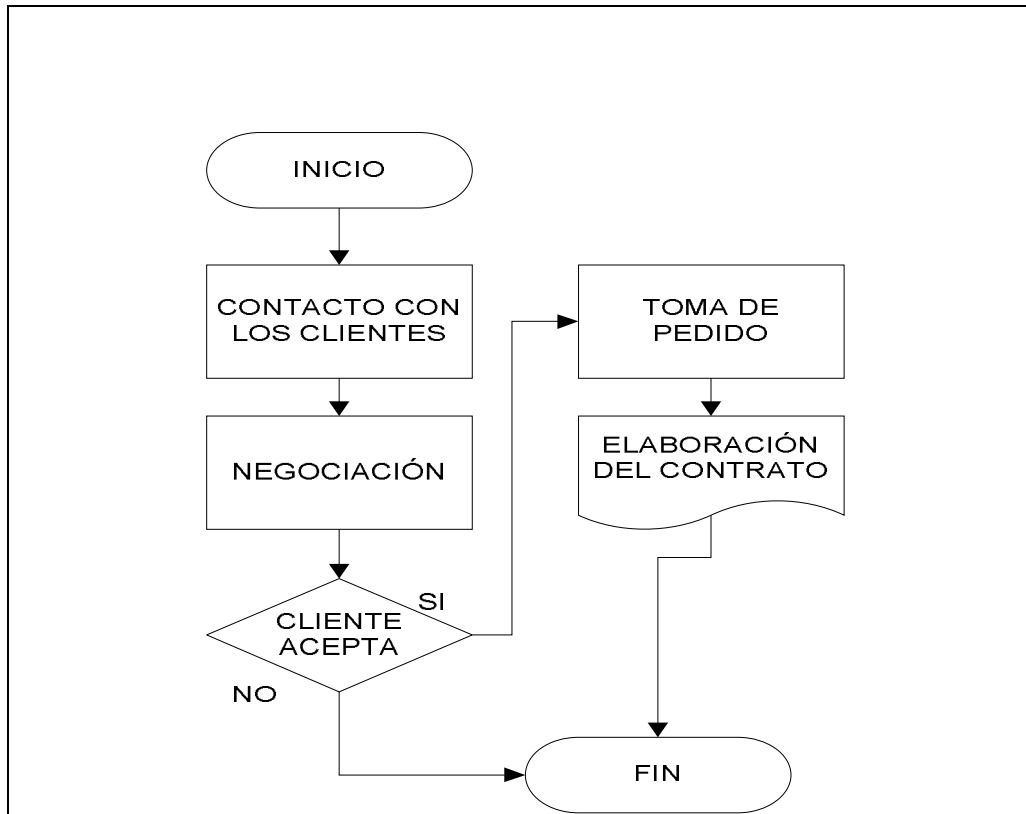 INICIO
CONTACTO CON
LOS CLIENTES
NEGOCIACIÓN
CLIENTE
ACEPTA
SI
NO
TOMA DE
PEDIDO
ELABORACIÓN
DEL CONTRATO
FIN